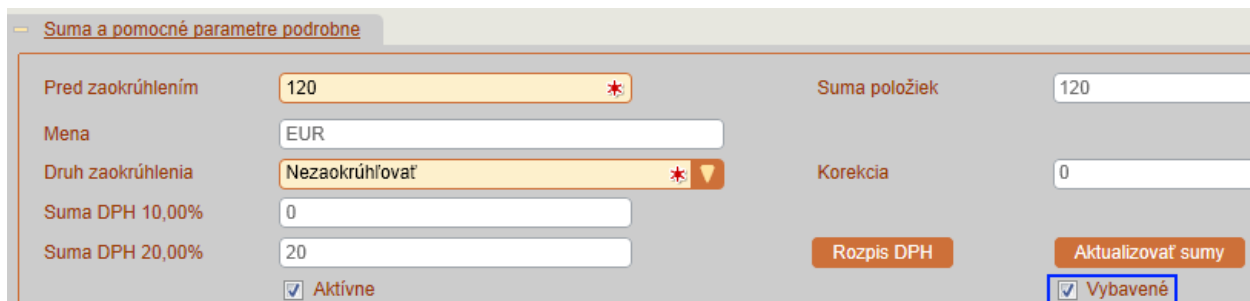 Suma a pomocné parametre podrobne
Pred zaokrúhlením 120 Suma položiek 120
Mena EUR
Druh zaokrúhlenia Nezaokrúhľovať Korekcia 0
Suma DPH 10,00% 0
Suma DPH 20,00% 20 Rozpis DPH Aktualizovať sumy
Aktívne Vybavené